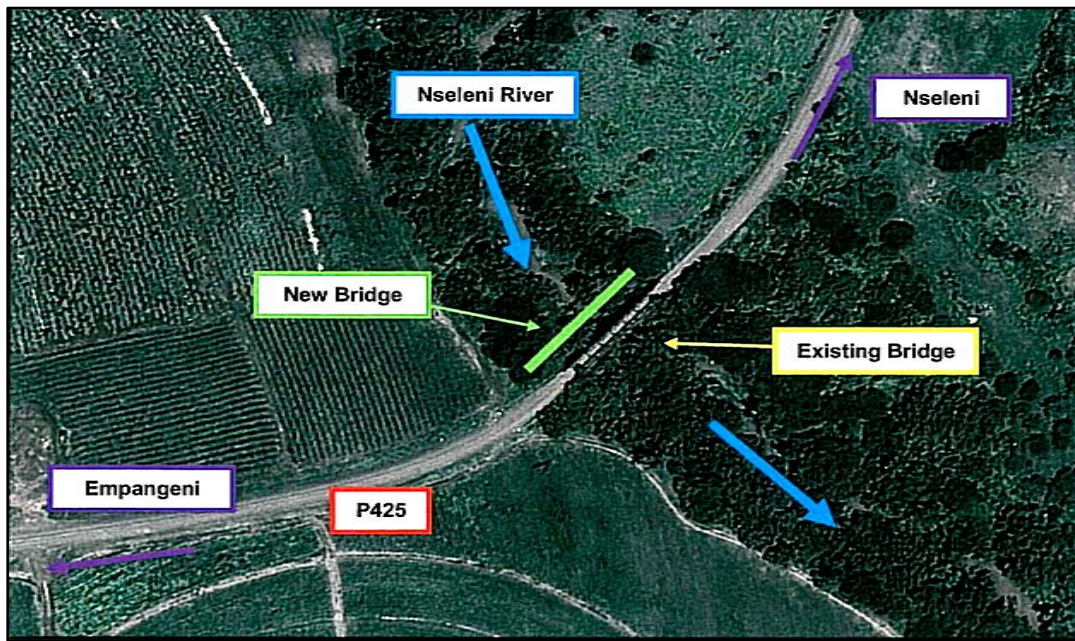 Nseleni River
Nseleni
New Bridge
Existing Bridge
Empangeni
P425